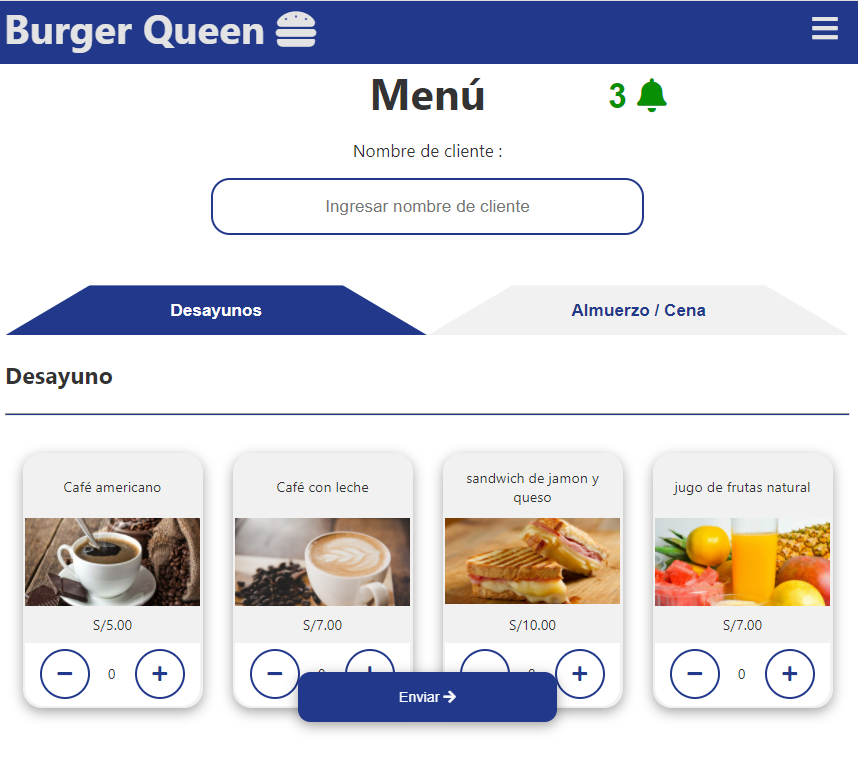 Burger Queen
Menú
3
Nombre de cliente :
Ingresar nombre de cliente
Desayunos
Almuerzo / Cena
Desayuno
Café americano
S/5.00
0
Café con leche
S/7.00
sandwich de jamon y
queso
S/10.00
jugo de frutas natural
S/7.00
0
Enviar